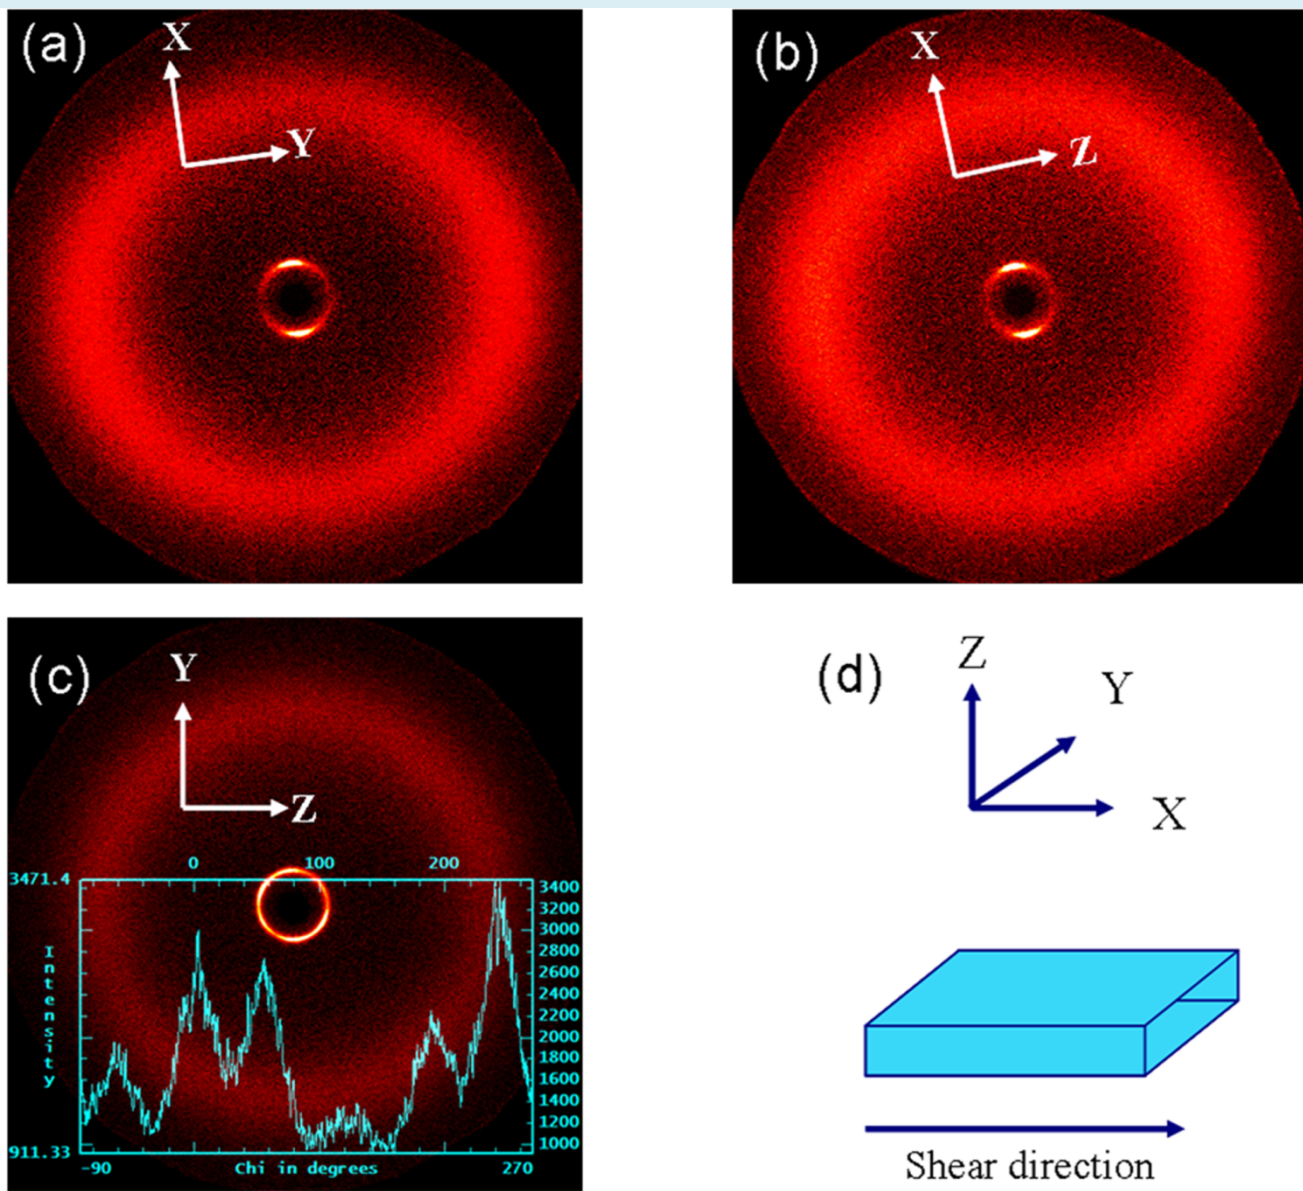 (a)
X
Y
(b)
X
Z
(c)
Y
Z
0 100 200
3471.4
3400
3200
3000
2800
2600
2400
2200
2000
1800
1600
1400
1200
1000
Intensity
911.33
-90 Chi in degrees 270
(d)
Z
Y
X
Shear direction